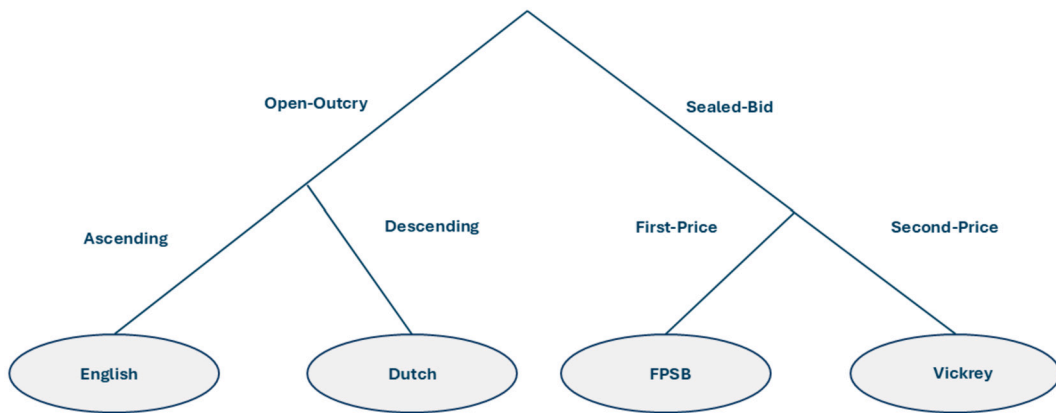 Open-Outcry
Sealed-Bid
Ascending
Descending
First-Price
Second-Price
English
Dutch
FPSB
Vickrey